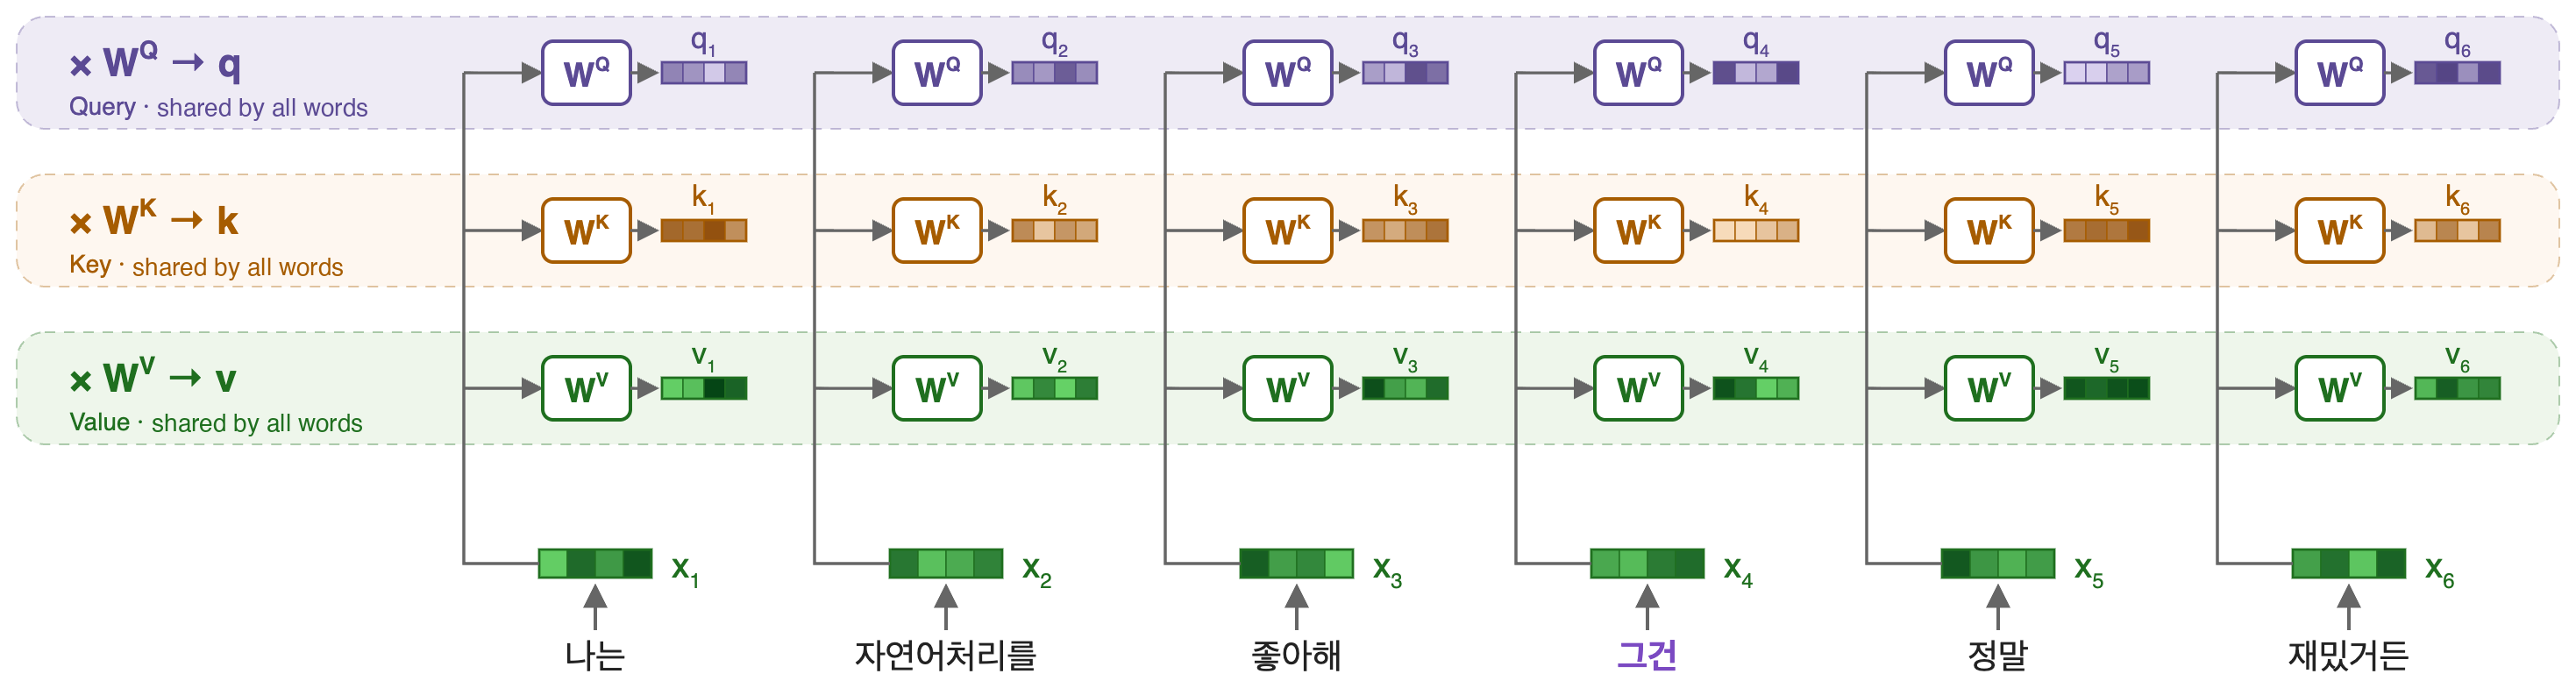 × W^Q → q
Query · shared by all words
W^Q q₁ W^Q q₂ W^Q q₃ W^Q q₄ W^Q q₅ W^Q q₆
× W^K → k
Key · shared by all words
W^K k₁ W^K k₂ W^K k₃ W^K k₄ W^K k₅ W^K k₆
× W^V → v
Value · shared by all words
W^V v₁ W^V v₂ W^V v₃ W^V v₄ W^V v₅ W^V v₆
x₁ x₂ x₃ x₄ x₅ x₆
나는 자연어처리를 좋아해 그건 정말 재밌거든